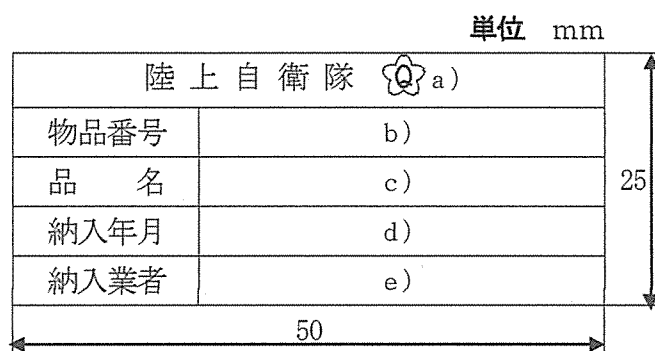 単位 mm
陸上自衛隊 Q a)
物品番号 b)
品 名 c)
25
納入年月 d)
納入業者 e)
50